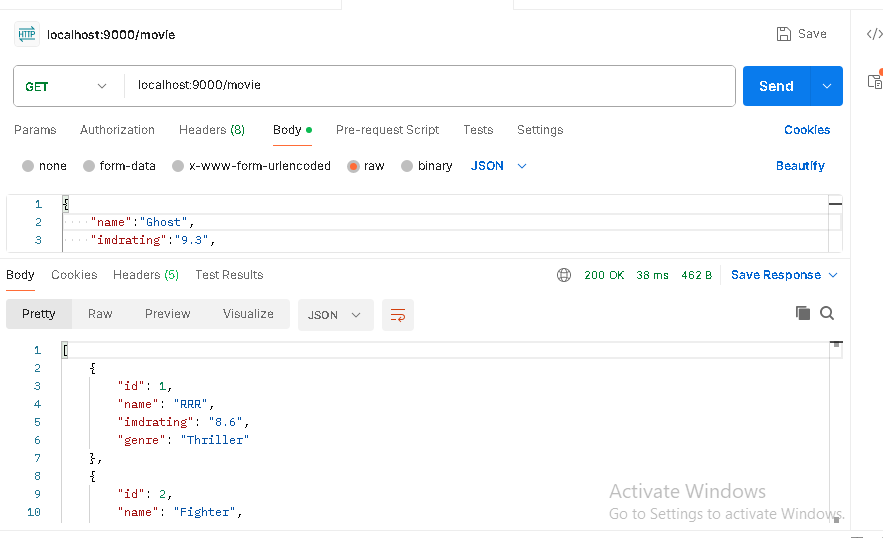 HTTP localhost:9000/movie Save </>
GET localhost:9000/movie Send
Params Authorization Headers (8) Body Pre-request Script Tests Settings Cookies
none form-data x-www-form-urlencoded raw binary JSON Beautify
1 {
2 "name":"Ghost",
3 "imdrating":"9.3",
Body Cookies Headers (5) Test Results 200 OK 38 ms 462 B Save Response
Pretty Raw Preview Visualize JSON
1 [
2 {
3 "id": 1,
4 "name": "RRR",
5 "imdrating": "8.6",
6 "genre": "Thriller"
7 },
8 {
9 "id": 2,
10 "name": "Fighter",
Activate Windows
Go to Settings to activate Windows.